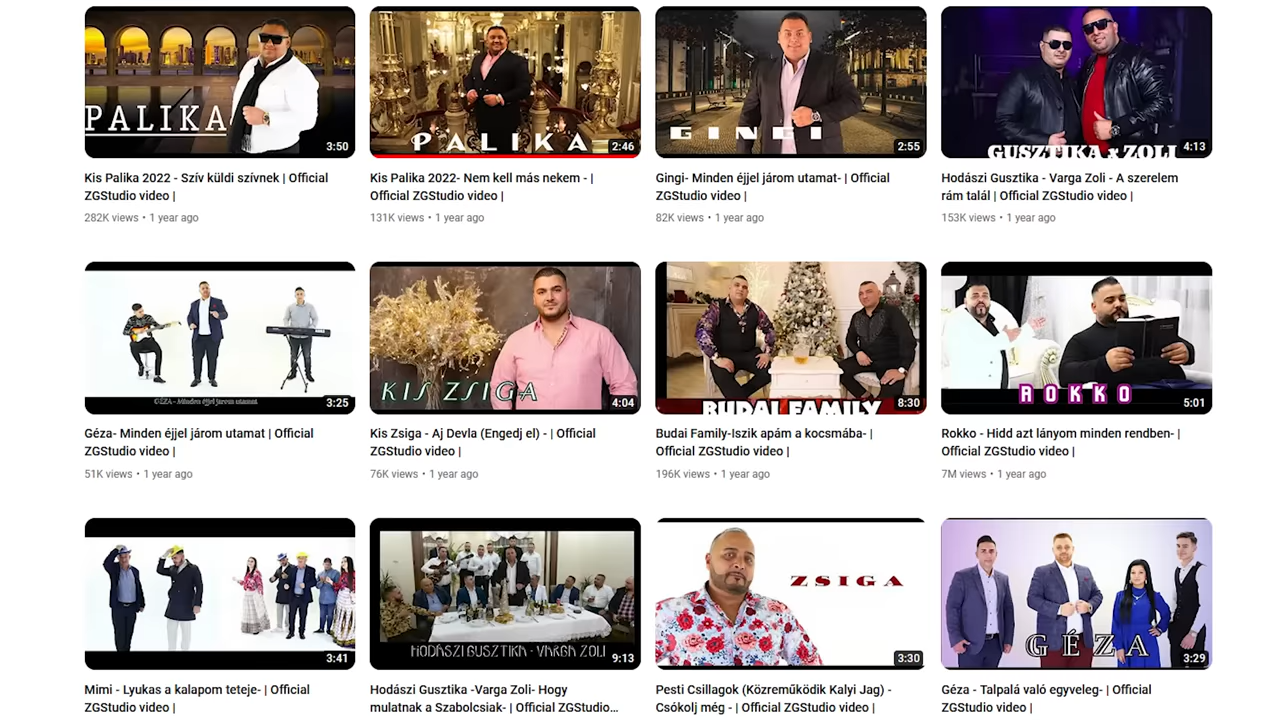 PALIKA
3:50
PALIKA
2:46
GINGI
2:55
GUSZTIKA x ZOLI
4:13
Kis Palika 2022 - Szív küldi szívnek | Official
ZGStudio video |
282K views • 1 year ago
Kis Palika 2022- Nem kell más nekem - |
Official ZGStudio video |
131K views • 1 year ago
Gingi- Minden éjjel járom utamat- | Official
ZGStudio video |
82K views • 1 year ago
Hodászi Gusztika - Varga Zoli - A szerelem
rám talál | Official ZGStudio video |
153K views • 1 year ago
GÉZA - Minden éjjel járom utamat
3:25
KIS ZSIGA
4:04
BUDAI FAMILY
8:30
ROKKO
5:01
Géza- Minden éjjel járom utamat | Official
ZGStudio video |
51K views • 1 year ago
Kis Zsiga - Aj Devla (Engedj el) - | Official
ZGStudio video |
76K views • 1 year ago
Budai Family-Iszik apám a kocsmába- |
Official ZGStudio video |
196K views • 1 year ago
Rokko - Hidd azt lányom minden rendben- |
Official ZGStudio video |
7M views • 1 year ago
3:41
HODÁSZI GUSZTIKA - VARGA ZOLI
9:13
ZSIGA
3:30
GÉZA
3:29
Mimi - Lyukas a kalapom teteje- | Official
ZGStudio video |
Hodászi Gusztika -Varga Zoli- Hogy
mulatnak a Szabolcsiak- | Official ZGStudio...
Pesti Csillagok (Közreműködik Kalyi Jag) -
Csókolj még - | Official ZGStudio video |
Géza - Talpalá való egyveleg- | Official
ZGStudio video |